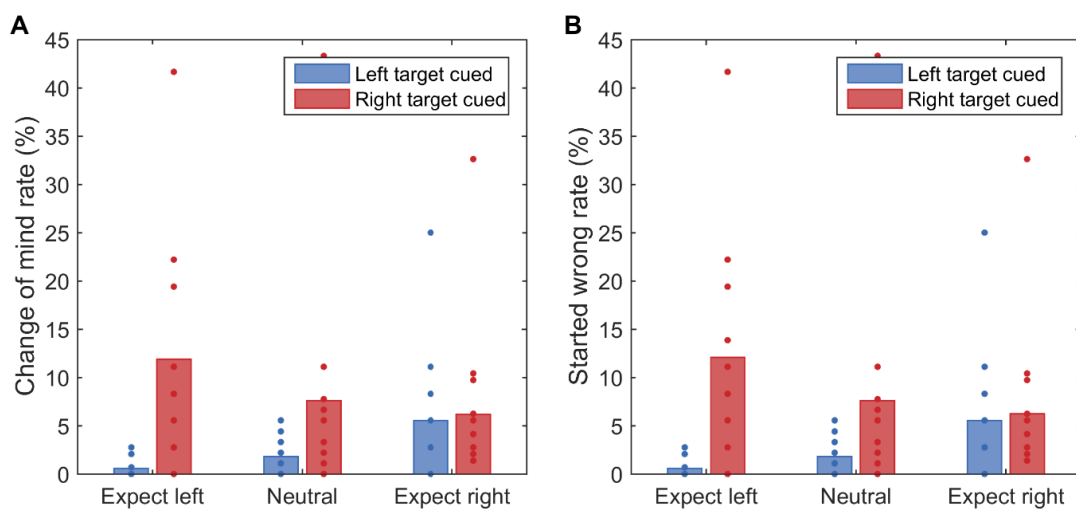 A
Change of mind rate (%)
45
40
35
30
25
20
15
10
5
0
Left target cued
Right target cued
Expect left
Neutral
Expect right
B
Started wrong rate (%)
45
40
35
30
25
20
15
10
5
0
Left target cued
Right target cued
Expect left
Neutral
Expect right